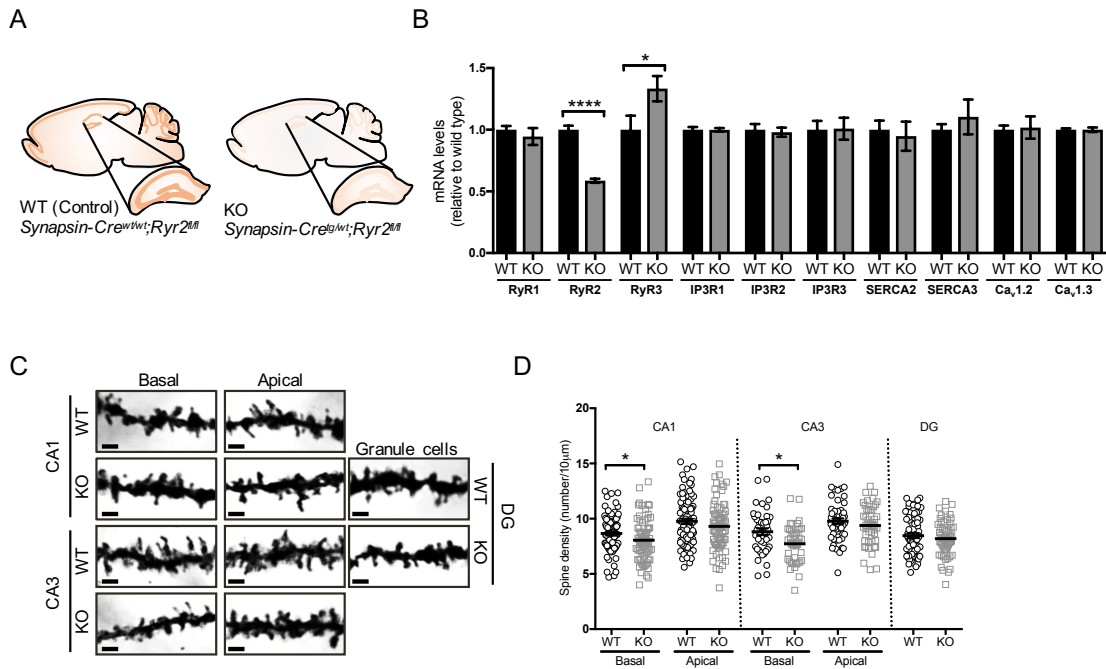 A
WT (Control)
Synapsin-Cre^wt/wt;Ryr2^fl/fl
KO
Synapsin-Cre^tg/wt;Ryr2^fl/fl
B
mRNA levels
(relative to wild type)
1.5
1.0
0.5
0.0
****
*
WT KO WT KO WT KO WT KO WT KO WT KO WT KO WT KO WT KO WT KO
RyR1 RyR2 RyR3 IP3R1 IP3R2 IP3R3 SERCA2 SERCA3 Cav1.2 Cav1.3
C
Basal Apical
CA1
WT
KO
Granule cells
WT
KO
DG
CA3
WT
KO
D
Spine density (number/10μm)
20
15
10
5
0
CA1 CA3 DG
* *
WT KO WT KO WT KO WT KO WT KO
Basal Apical Basal Apical